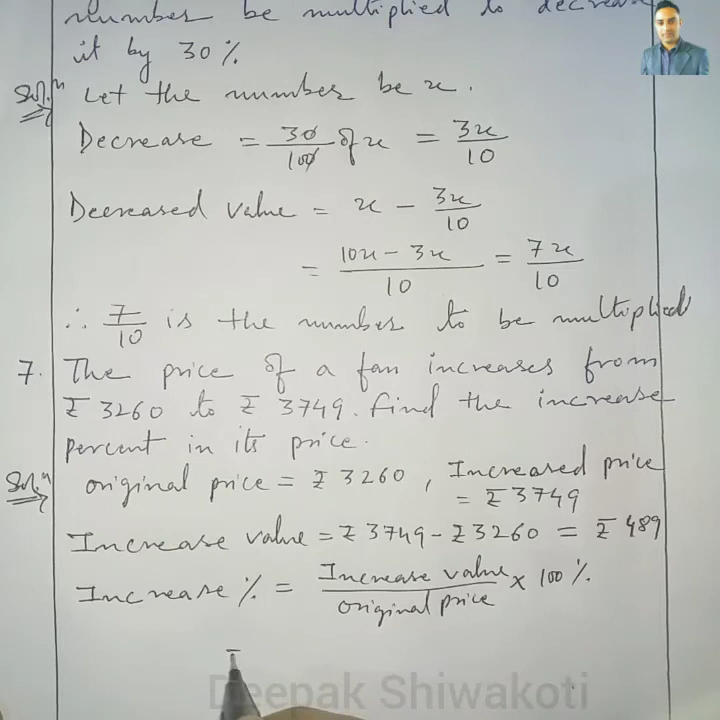 number be multiplied to decrease
it by 30%
Solⁿ Let the number be x.
Decrease = 30/100 of x = 3x/10
Decreased value = x - 3x/10
= 10x - 3x/10 = 7x/10
∴ 7/10 is the number to be multiplied
7. The price of a fan increases from
₹ 3260 to ₹ 3749. find the increase
percent in its price.
Solⁿ original price = ₹ 3260, Increased price
= ₹ 3749
Increase value = ₹ 3749 - ₹ 3260 = ₹ 489
Increase % = Increase value/original price × 100%
=
Deepak Shiwakoti